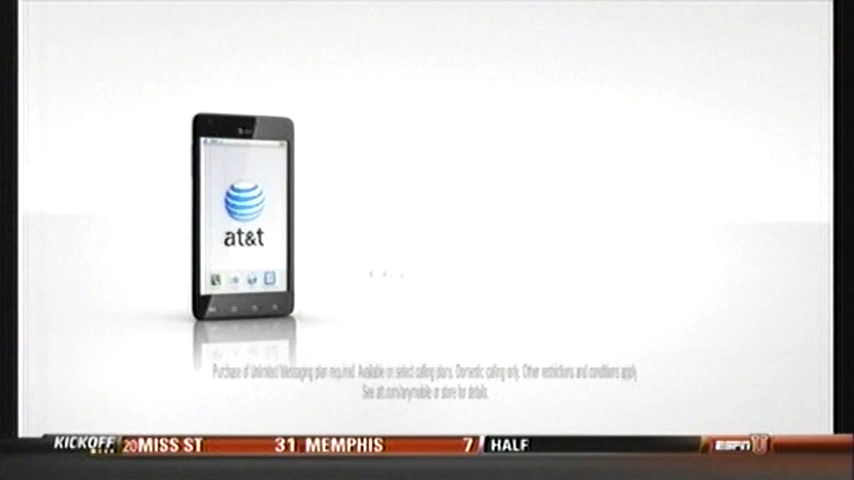 at&t
Purchase of Unlimited Messaging plan required. Available on select calling plans. Domestic calling only. Other restrictions and conditions apply.
See att.com/anymobile or store for details.
KICKOFF 20 MISS ST 31 MEMPHIS 7 HALF ESPNU